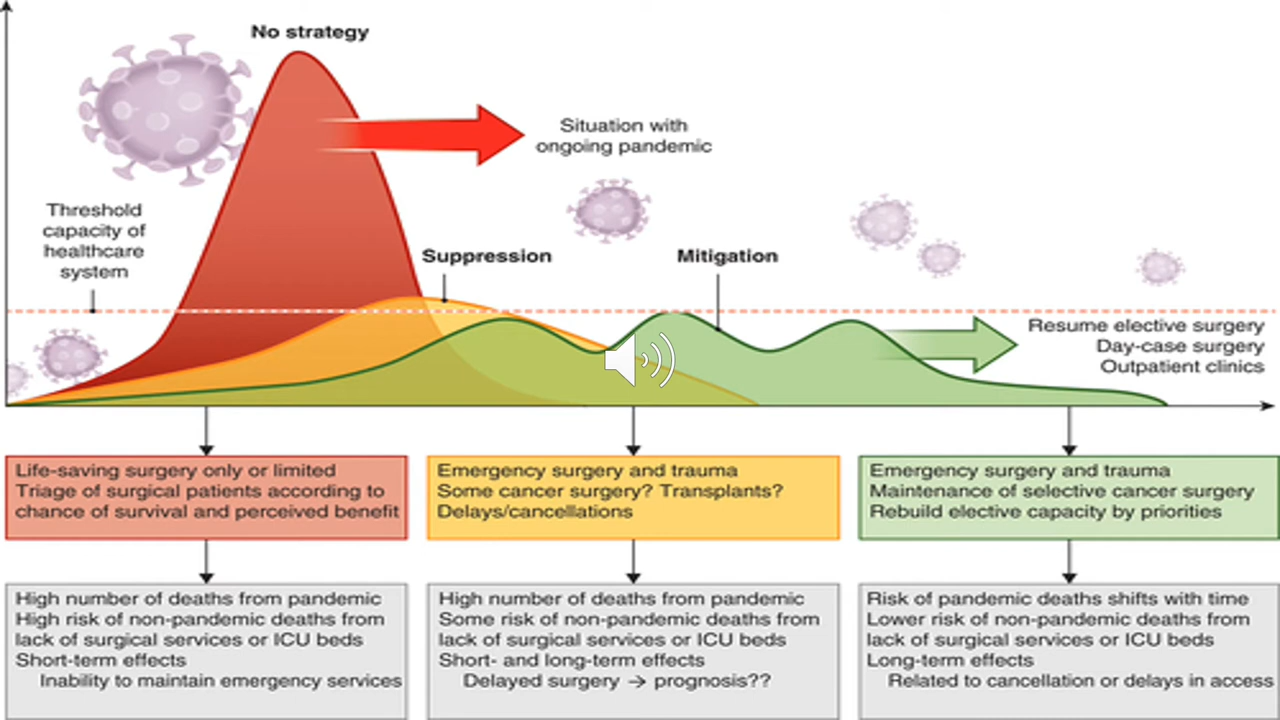 No strategy
Situation with
ongoing pandemic
Threshold
capacity of
healthcare
system
Suppression
Mitigation
Resume elective surgery
Day-case surgery
Outpatient clinics
Life-saving surgery only or limited
Triage of surgical patients according to
chance of survival and perceived benefit
Emergency surgery and trauma
Some cancer surgery? Transplants?
Delays/cancellations
Emergency surgery and trauma
Maintenance of selective cancer surgery
Rebuild elective capacity by priorities
High number of deaths from pandemic
High risk of non-pandemic deaths from
lack of surgical services or ICU beds
Short-term effects
Inability to maintain emergency services
High number of deaths from pandemic
Some risk of non-pandemic deaths from
lack of surgical services or ICU beds
Short- and long-term effects
Delayed surgery → prognosis??
Risk of pandemic deaths shifts with time
Lower risk of non-pandemic deaths from
lack of surgical services or ICU beds
Long-term effects
Related to cancellation or delays in access